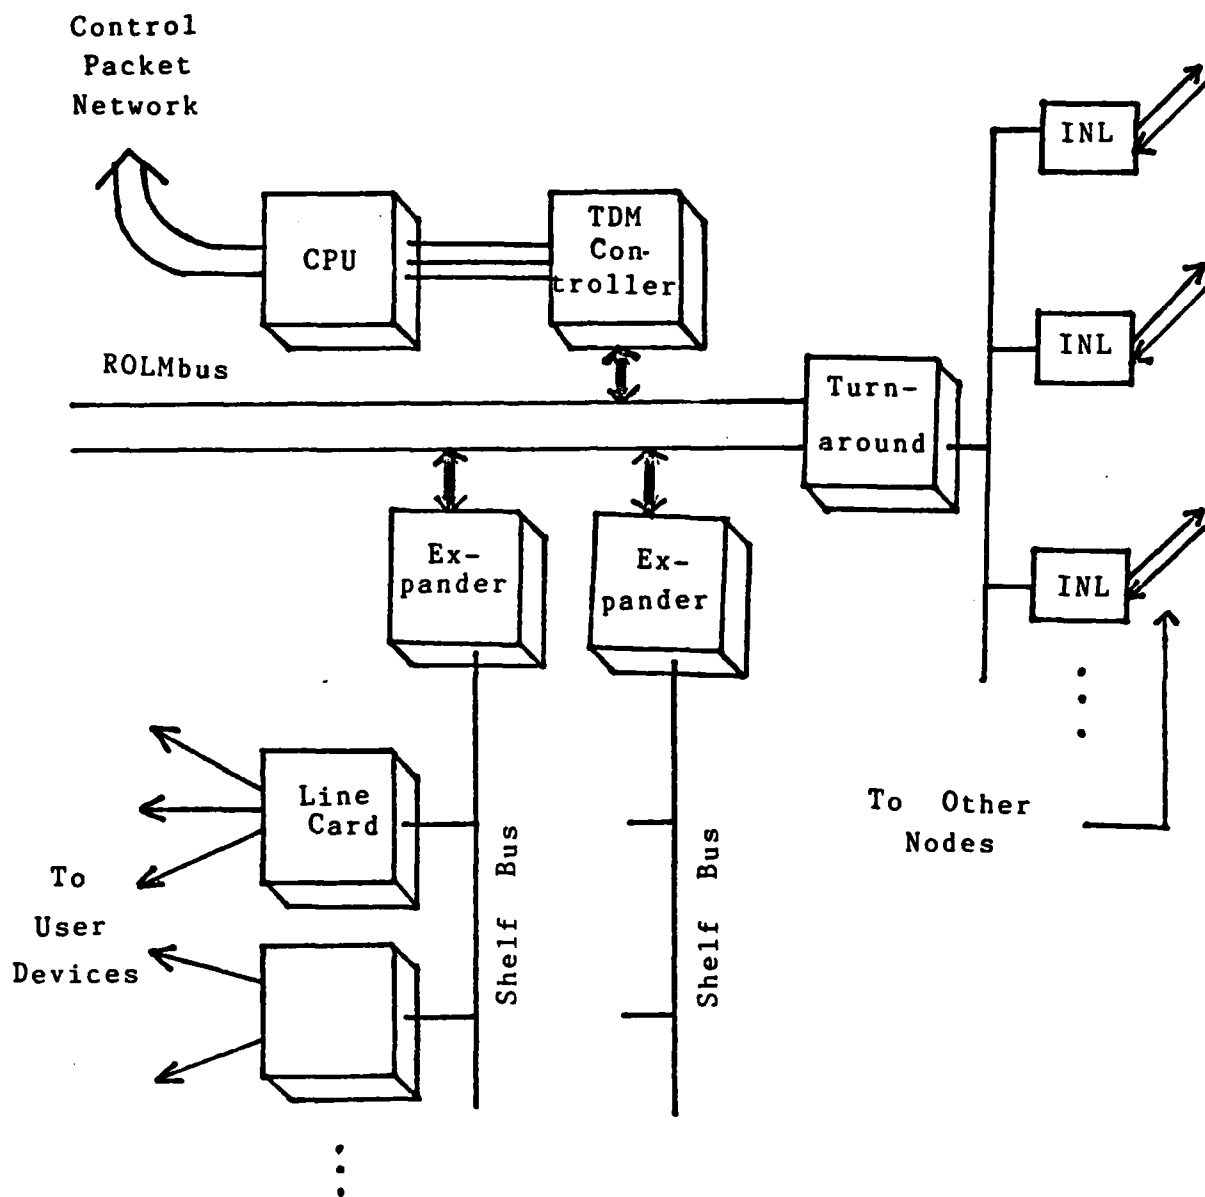 Control
Packet
Network
CPU
TDM
Con-
troller
INL
INL
INL
ROLMbus
Turn-
around
Ex-
pander
Ex-
pander
Line
Card
Shelf Bus
Shelf Bus
To
User
Devices
To Other
Nodes